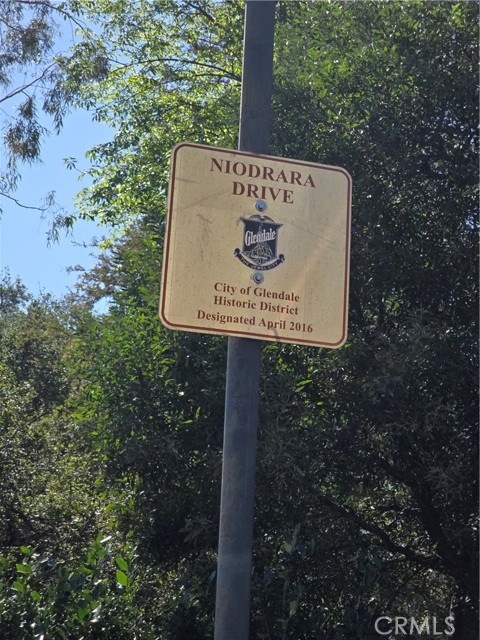 NIODRARA
DRIVE
Glendale
City of Glendale
Historic District
Designated April 2016
CRMLS